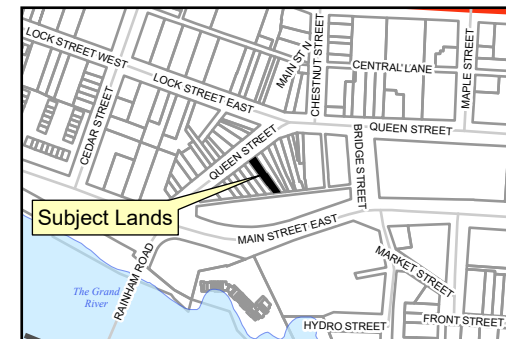 LOCK STREET WEST
MAIN ST N
CHESTNUT STREET
MAPLE STREET
CENTRAL LANE
LOCK STREET EAST
CEDAR STREET
QUEEN STREET
QUEEN STREET
BRIDGE STREET
Subject Lands
MAIN STREET EAST
RAINHAM ROAD
MARKET STREET
The Grand
River
HYDRO STREET
FRONT STREET